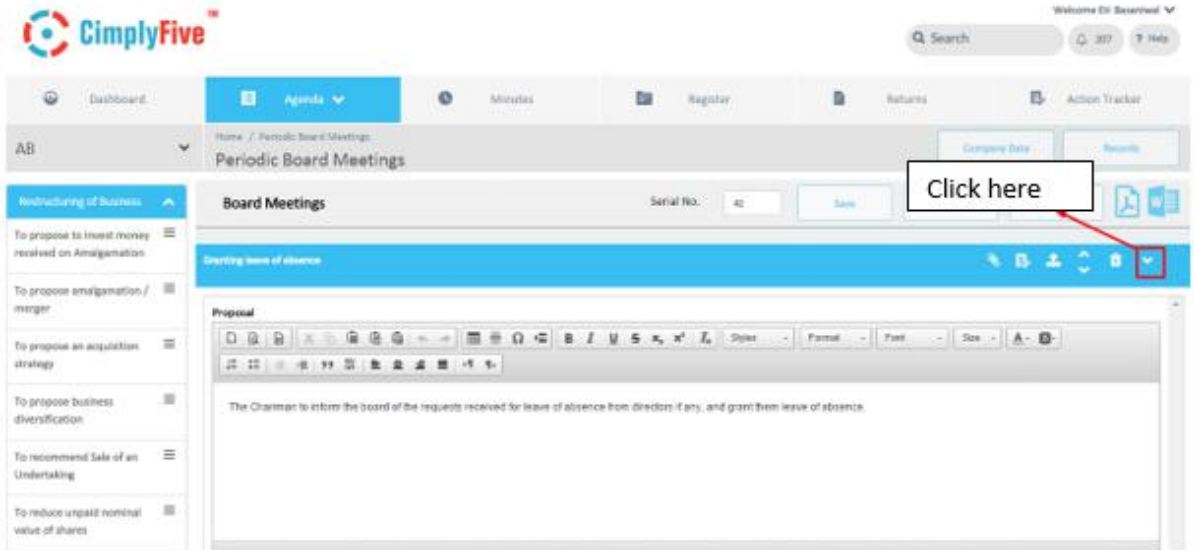 CimplyFive™
Search
207
? Help
Dashboard
Agenda
Minutes
Register
Returns
Action Tracker
AB
Home / Periodic Board Meetings
Periodic Board Meetings
Company Data
Records
Restructuring of Business
Board Meetings
Serial No.
Save
Click here
To propose to Invest money
received on Amalgamation
To propose amalgamation /
merger
To propose an acquisition
strategy
To propose business
diversification
To recommend Sale of an
Undertaking
To reduce unpaid nominal
value of shares
Granting leave of absence
Proposal
B I U S x₂ x² Tx Styles Format Font Size A
The Chairman to inform the board of the requests received for leave of absence from directors if any, and grant them leave of absence.